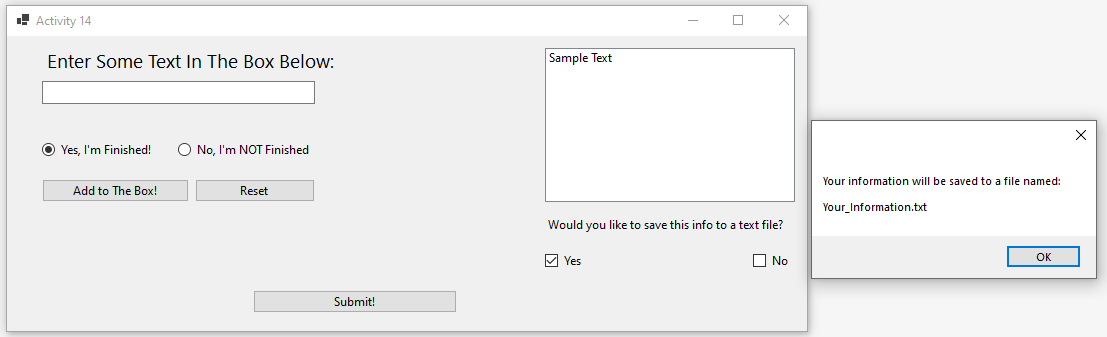 Activity 14
Enter Some Text In The Box Below:
Yes, I'm Finished!
No, I'm NOT Finished
Add to The Box!
Reset
Sample Text
Would you like to save this info to a text file?
Yes
No
Submit!
Your information will be saved to a file named:
Your_Information.txt
OK